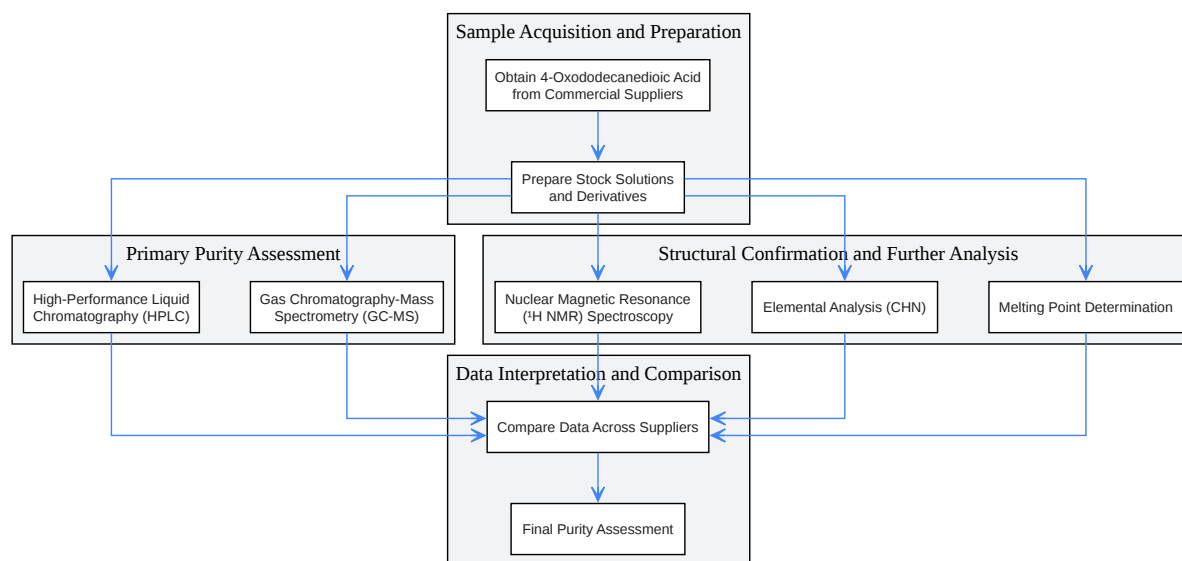 Sample Acquisition and Preparation
Obtain 4-Oxododecanedioic Acid
from Commercial Suppliers
Prepare Stock Solutions
and Derivatives
Primary Purity Assessment
High-Performance Liquid
Chromatography (HPLC)
Gas Chromatography-Mass
Spectrometry (GC-MS)
Structural Confirmation and Further Analysis
Nuclear Magnetic Resonance
(¹H NMR) Spectroscopy
Elemental Analysis (CHN)
Melting Point Determination
Data Interpretation and Comparison
Compare Data Across Suppliers
Final Purity Assessment